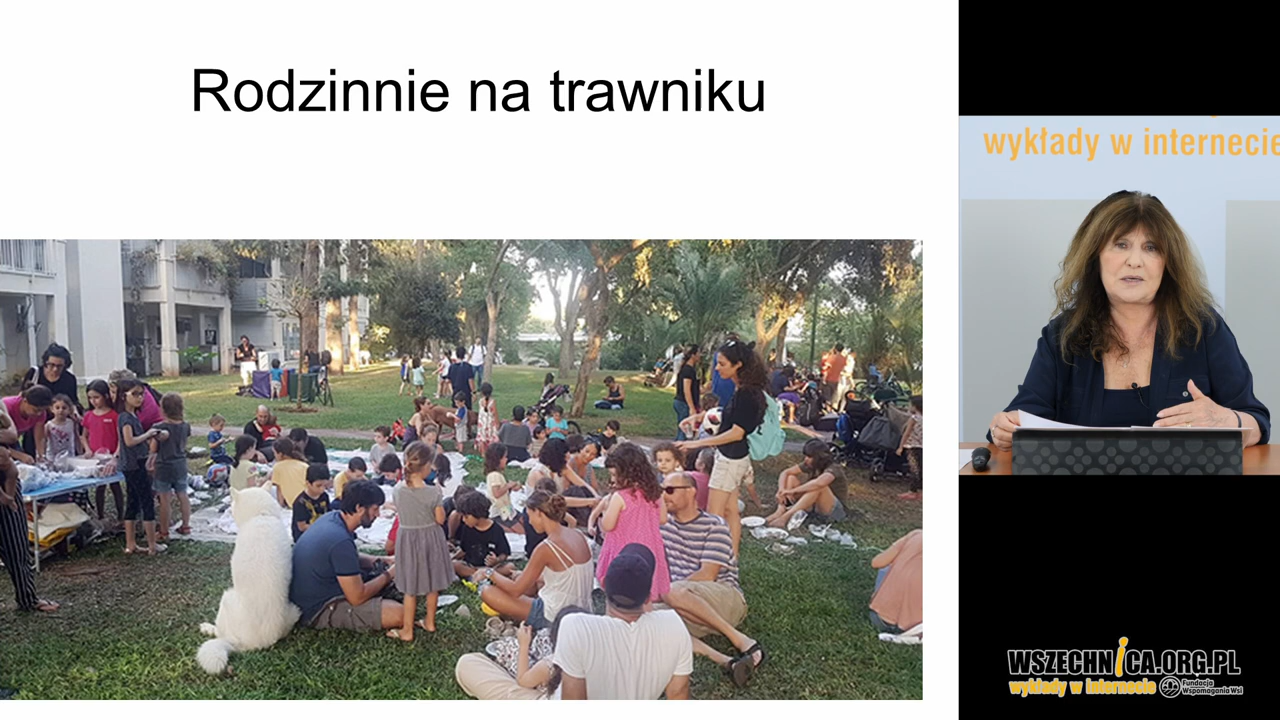 Rodzinnie na trawniku
wykłady w internecie
WSZECHNICA.ORG.PL
wykłady w internecie
Fundacja
Wspomagania Wsi